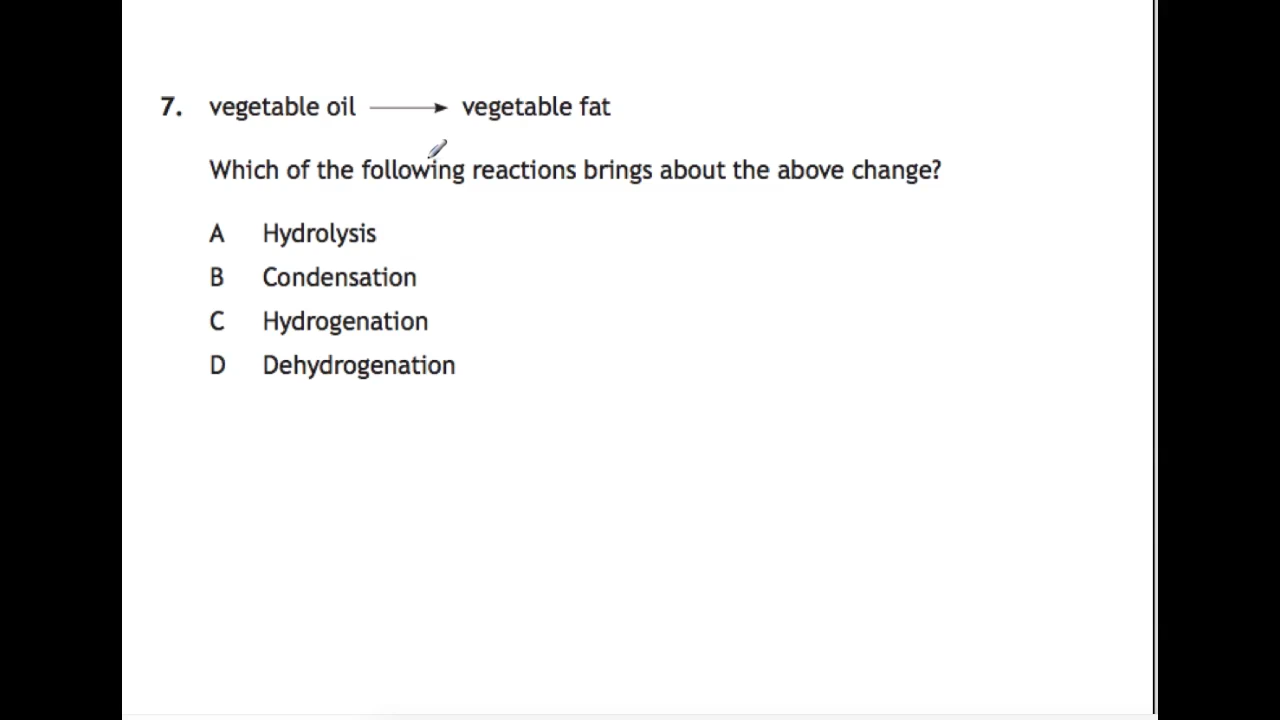 7. vegetable oil ⟶ vegetable fat
Which of the following reactions brings about the above change?
A Hydrolysis
B Condensation
C Hydrogenation
D Dehydrogenation